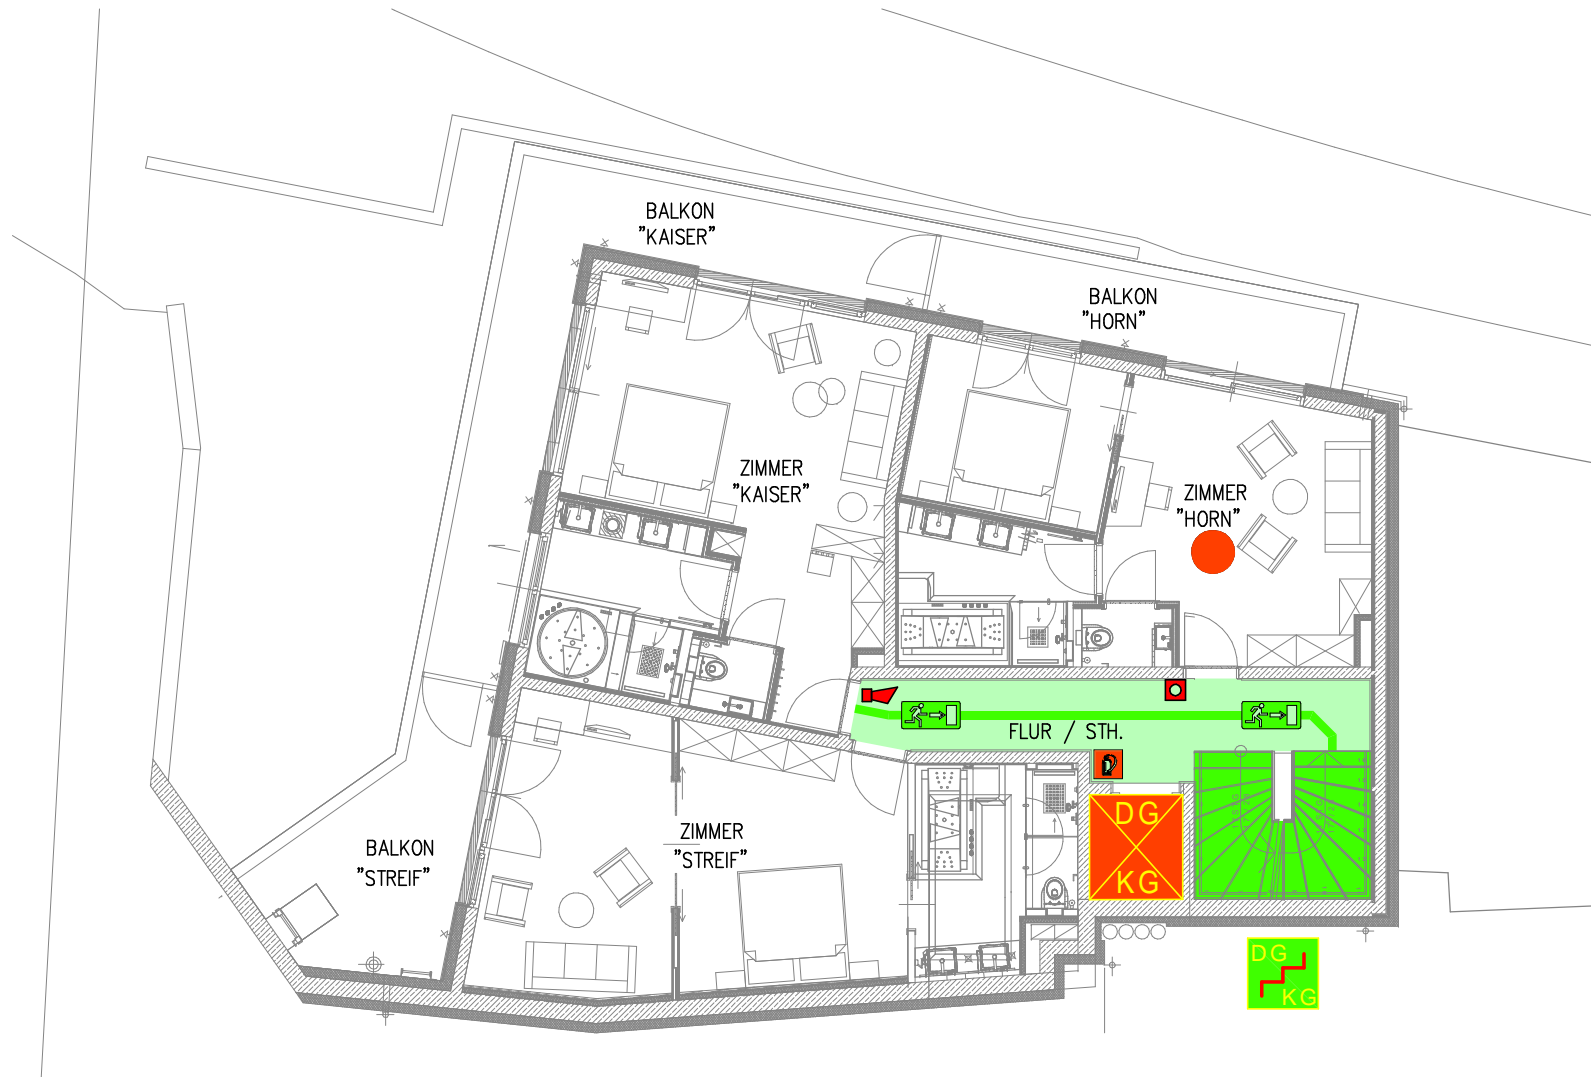 BALKON
"KAISER"
BALKON
"HORN"
ZIMMER
"KAISER"
ZIMMER
"HORN"
FLUR / STH.
DG
KG
ZIMMER
"STREIF"
BALKON
"STREIF"
DG
KG